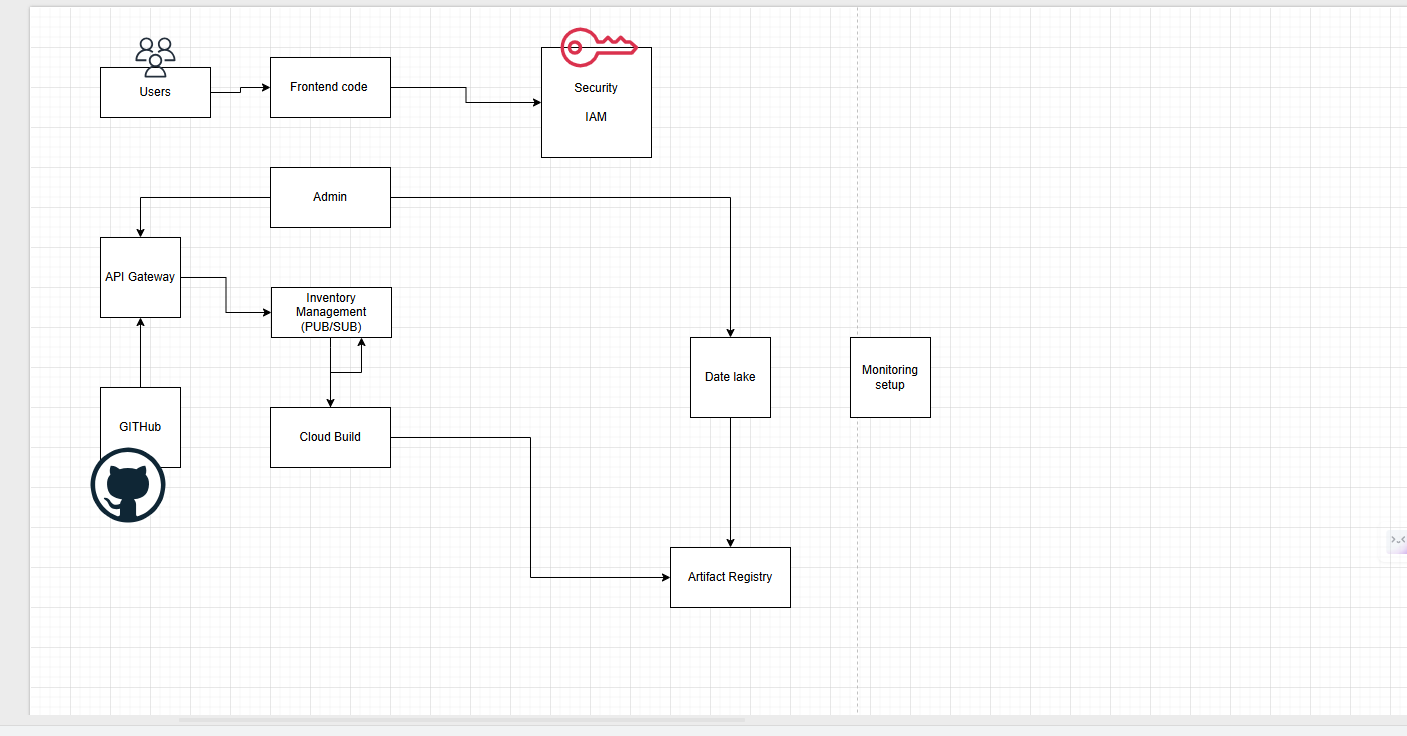 Users
Frontend code
Security
IAM
Admin
API Gateway
Inventory
Management
(PUB/SUB)
Date lake
Monitoring
setup
GITHub
Cloud Build
Artifact Registry